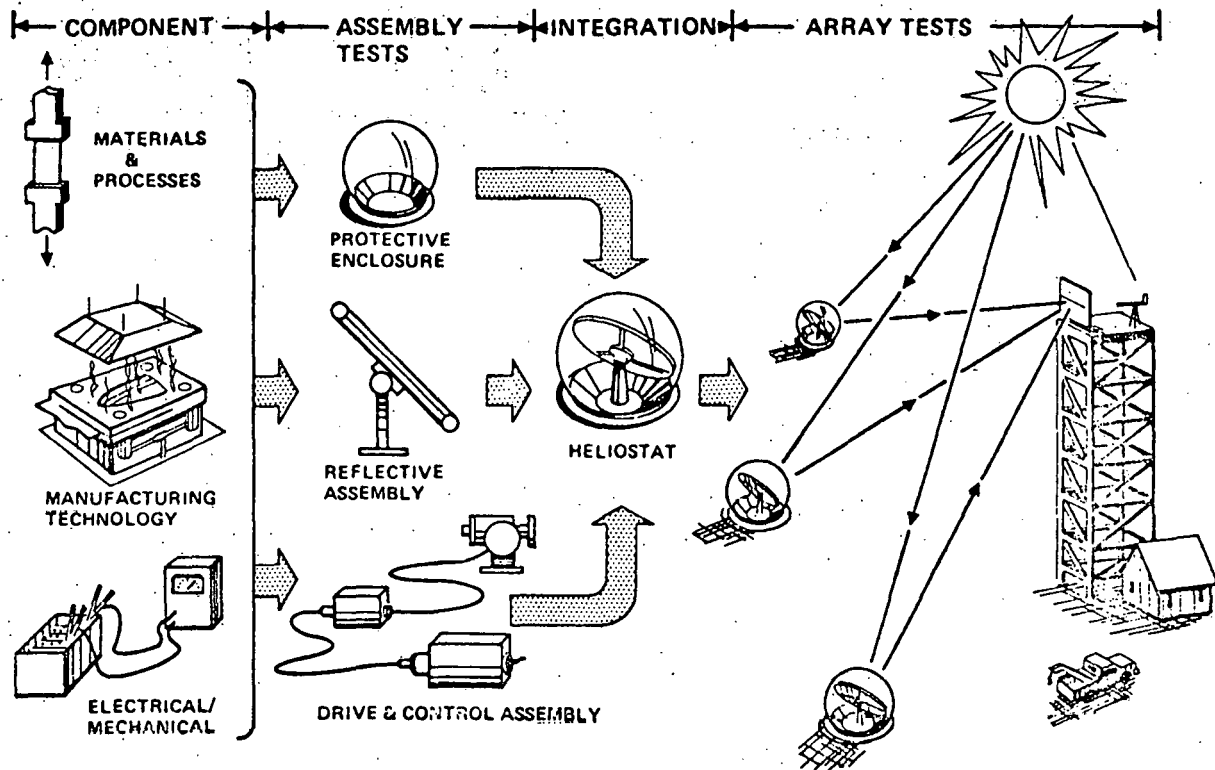 COMPONENT
ASSEMBLY
TESTS
INTEGRATION
ARRAY TESTS
MATERIALS
&
PROCESSES
MANUFACTURING
TECHNOLOGY
ELECTRICAL/
MECHANICAL
PROTECTIVE
ENCLOSURE
REFLECTIVE
ASSEMBLY
DRIVE & CONTROL ASSEMBLY
HELIOSTAT